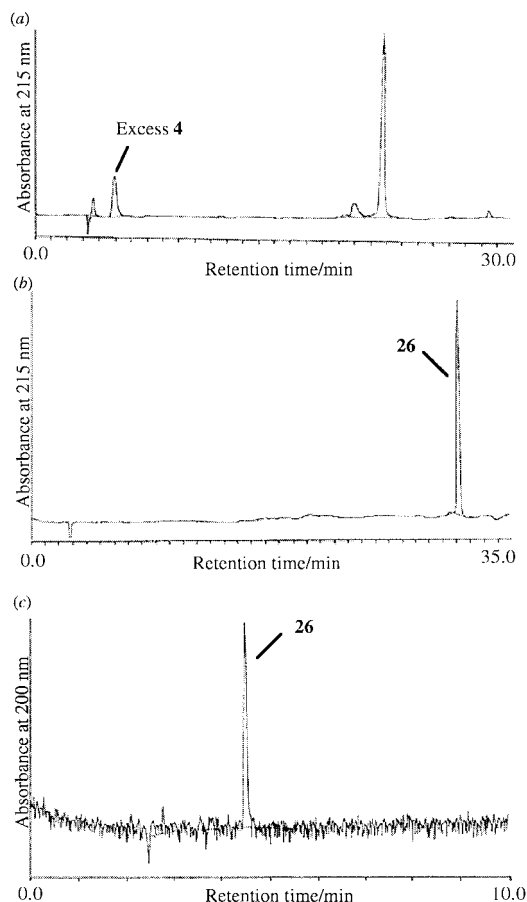 (a)
Absorbance at 215 nm
Excess 4
0.0
30.0
Retention time/min
(b)
Absorbance at 215 nm
26
0.0
35.0
Retention time/min
(c)
Absorbance at 200 nm
26
0.0
10.0
Retention time/min